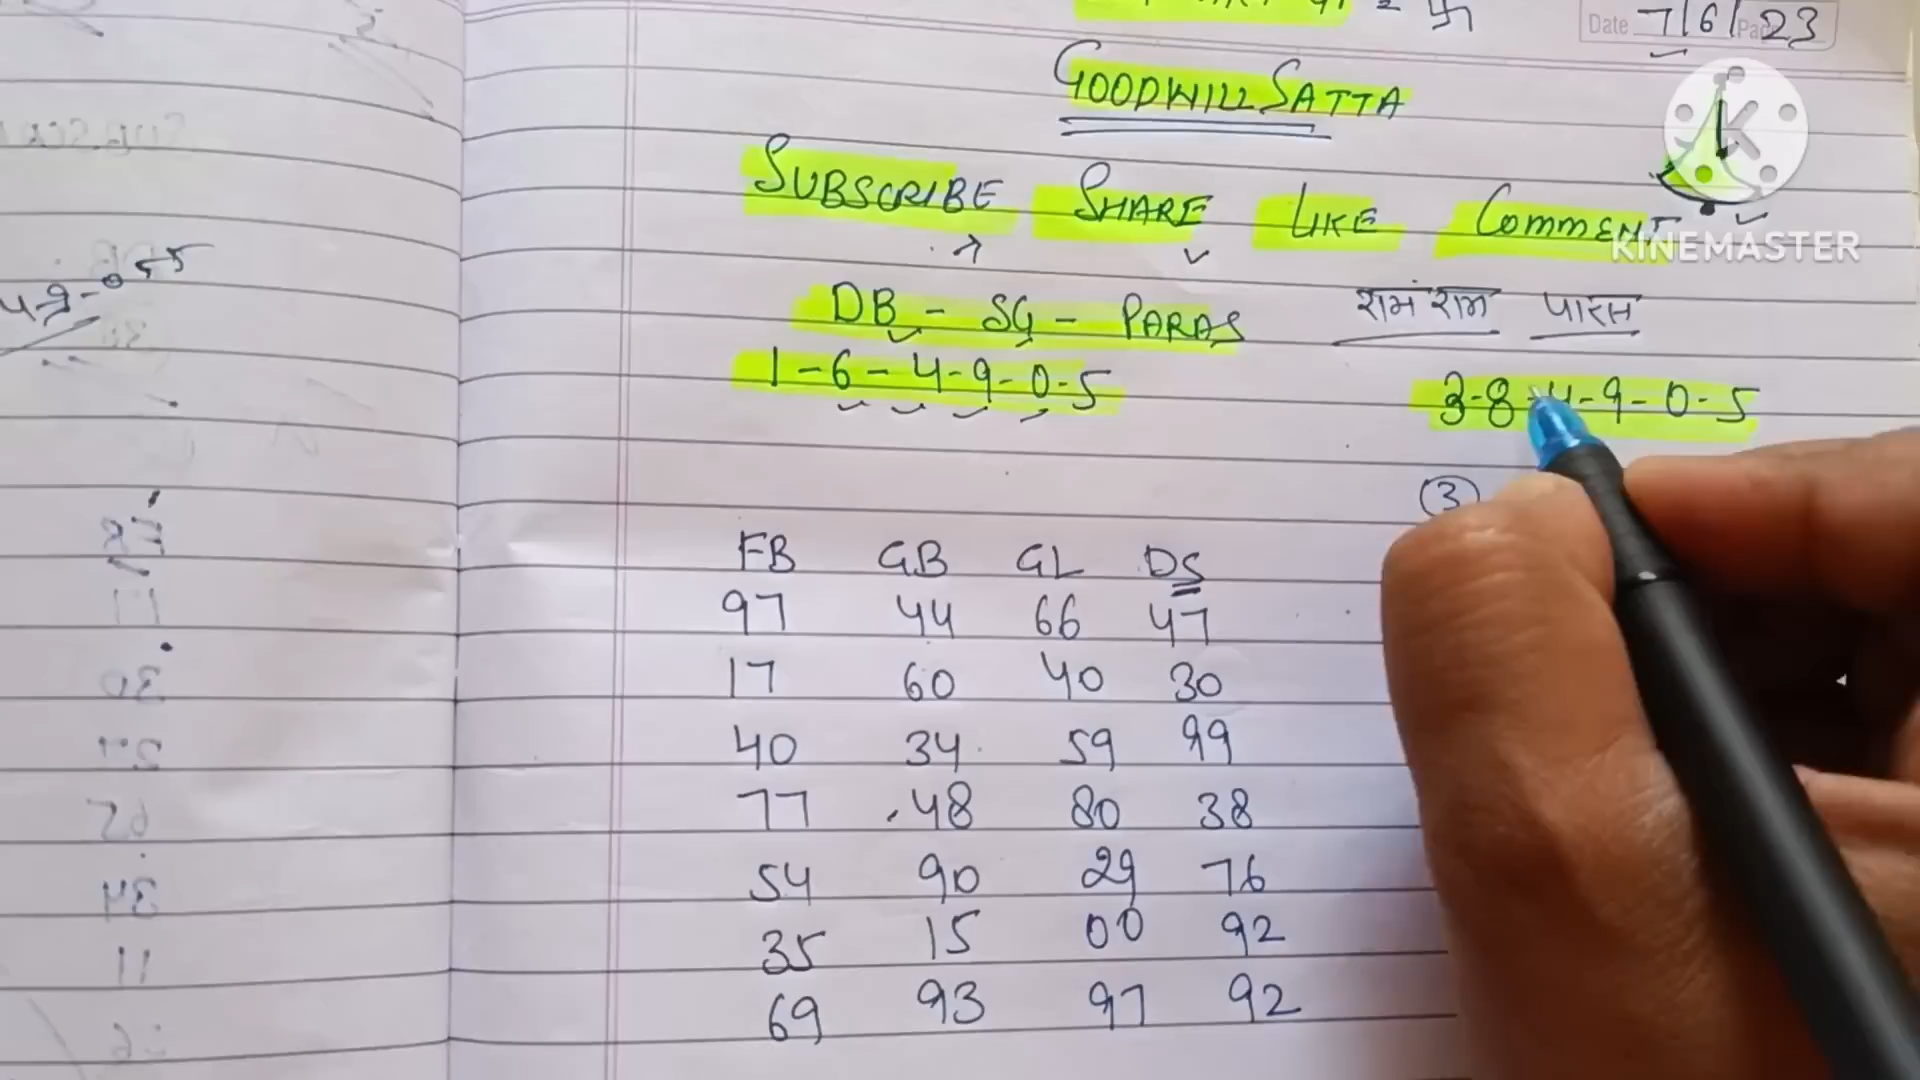 Date 7/6/23
GOODWILL SATTA
SUBSCRIBE SHARE LIKE COMMENT
KINEMASTER
DB - SG - PARAS राम राम पारस
1-6-4-9-0-5 3-8-4-9-0-5
3
FB GB GL DS
97 44 66 47
17 60 40 30
40 34 59 99
77 48 80 38
54 90 29 76
35 15 00 92
69 93 97 92